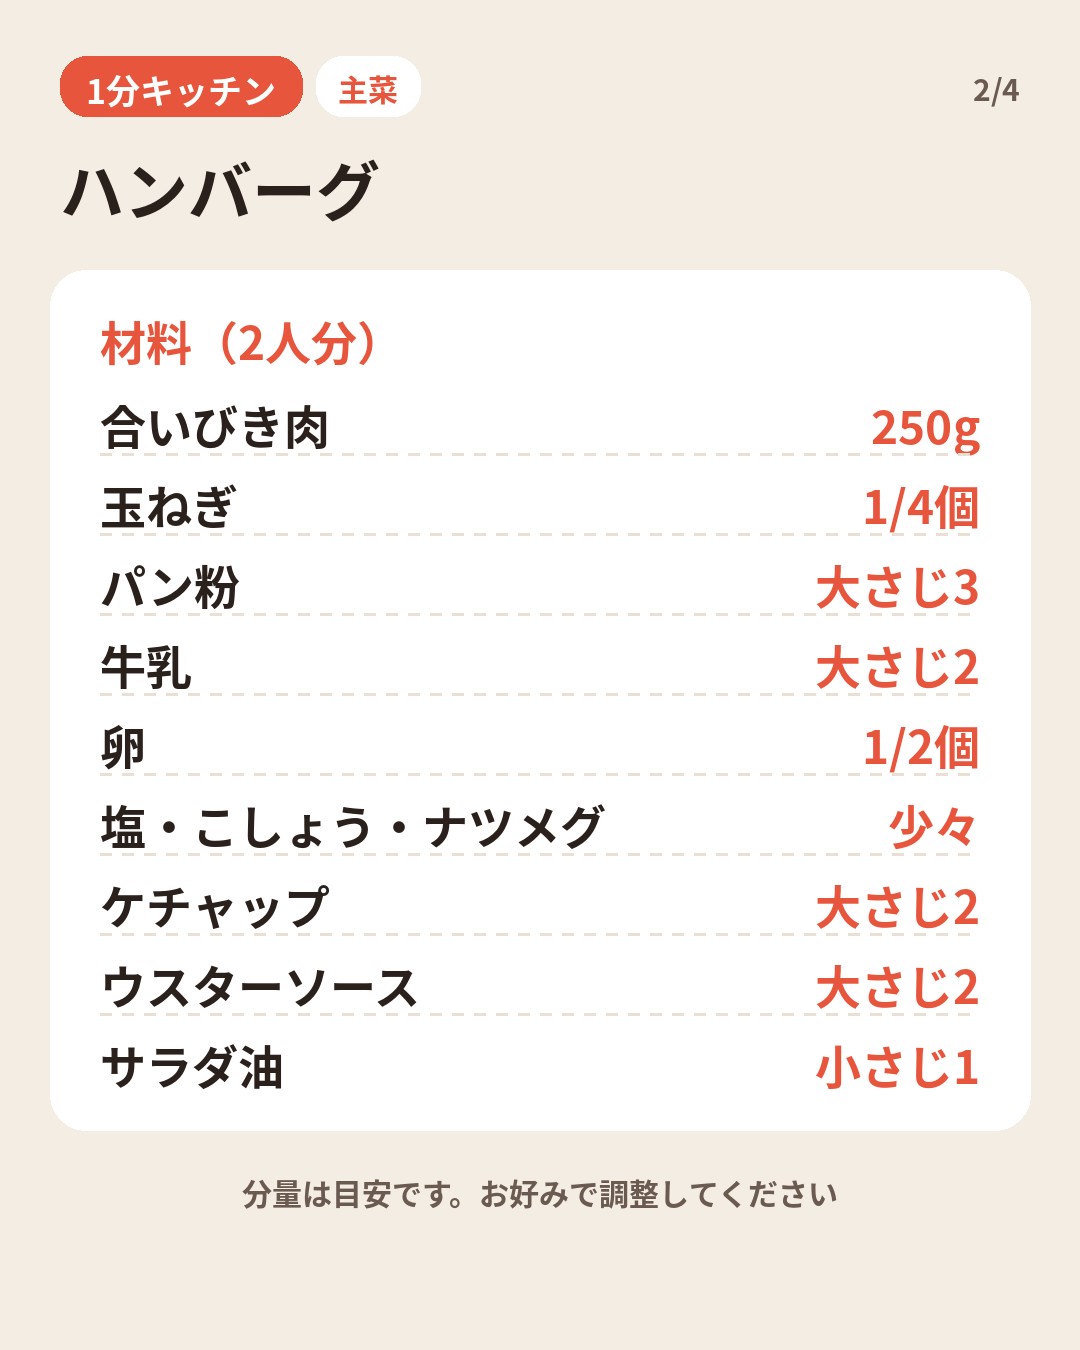 1分キッチン 主菜 2/4
ハンバーグ
材料（2人分）
合いびき肉 250g
玉ねぎ 1/4個
パン粉 大さじ3
牛乳 大さじ2
卵 1/2個
塩・こしょう・ナツメグ 少々
ケチャップ 大さじ2
ウスターソース 大さじ2
サラダ油 小さじ1
分量は目安です。お好みで調整してください